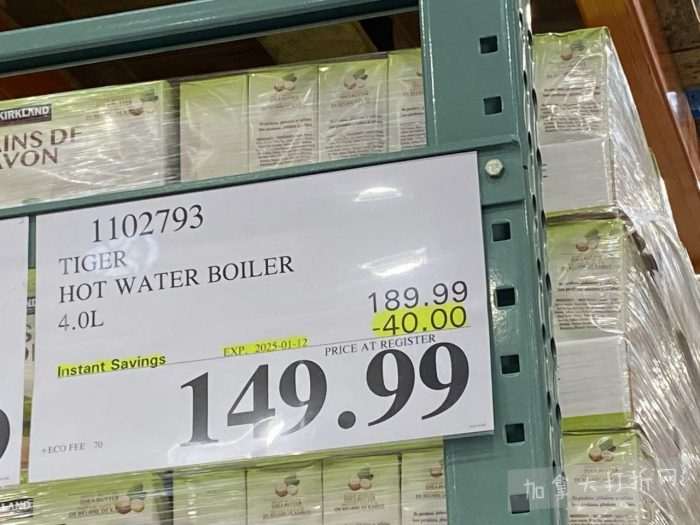 KIRKLAND
AINS DE
AVON
1102793
TIGER
HOT WATER BOILER
4.0L
189.99
-40.00
Instant Savings
EXP. 2025-01-12
PRICE AT REGISTER
149.99
+ECO FEE 70
加拿大打折网